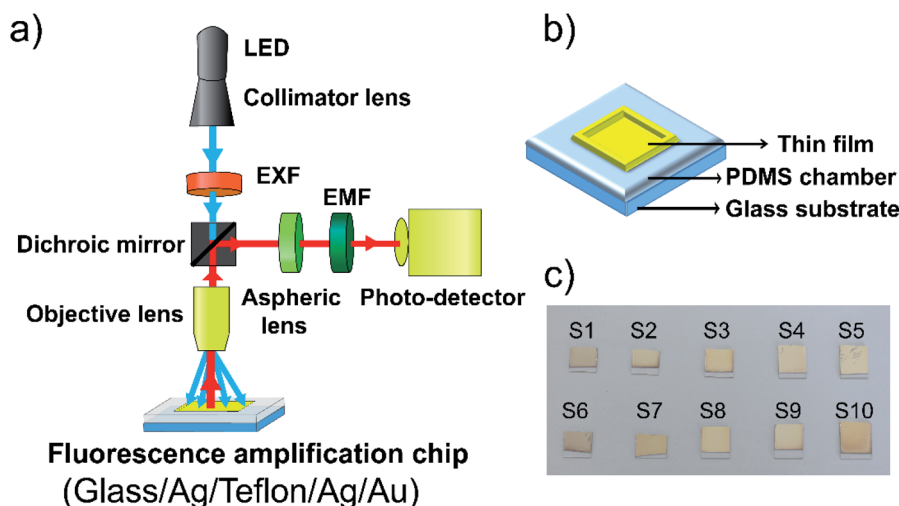 a)
LED
Collimator lens
EXF
EMF
Dichroic mirror
Objective lens
Aspheric
lens
Photo-detector
Fluorescence amplification chip
(Glass/Ag/Teflon/Ag/Au)
b)
Thin film
PDMS chamber
Glass substrate
c)
S1 S2 S3 S4 S5
S6 S7 S8 S9 S10